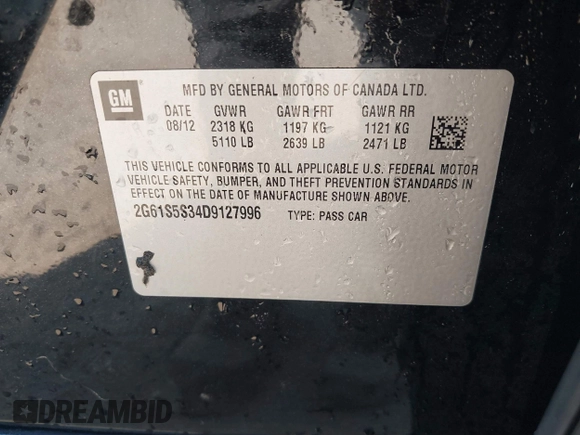 GM
MFD BY GENERAL MOTORS OF CANADA LTD.
DATE GVWR GAWR FRT GAWR RR
08/12 2318 KG 1197 KG 1121 KG
5110 LB 2639 LB 2471 LB
THIS VEHICLE CONFORMS TO ALL APPLICABLE U.S. FEDERAL MOTOR
VEHICLE SAFETY, BUMPER, AND THEFT PREVENTION STANDARDS
IN EFFECT ON THE DATE OF MANUFACTURE SHOWN ABOVE.
2G61S5S34D9127996 TYPE: PASS CAR
DREAMBID